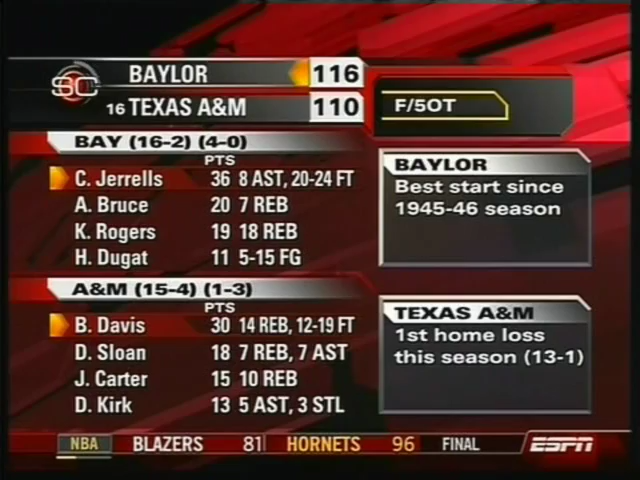 SC BAYLOR 116
16 TEXAS A&M 110
F/5OT
BAY (16-2) (4-0)
PTS
C. Jerrells 36 8 AST, 20-24 FT
A. Bruce 20 7 REB
K. Rogers 19 18 REB
H. Dugat 11 5-15 FG
BAYLOR
Best start since
1945-46 season
A&M (15-4) (1-3)
PTS
B. Davis 30 14 REB, 12-19 FT
D. Sloan 18 7 REB, 7 AST
J. Carter 15 10 REB
D. Kirk 13 5 AST, 3 STL
TEXAS A&M
1st home loss
this season (13-1)
NBA BLAZERS 81 HORNETS 96 FINAL ESPN